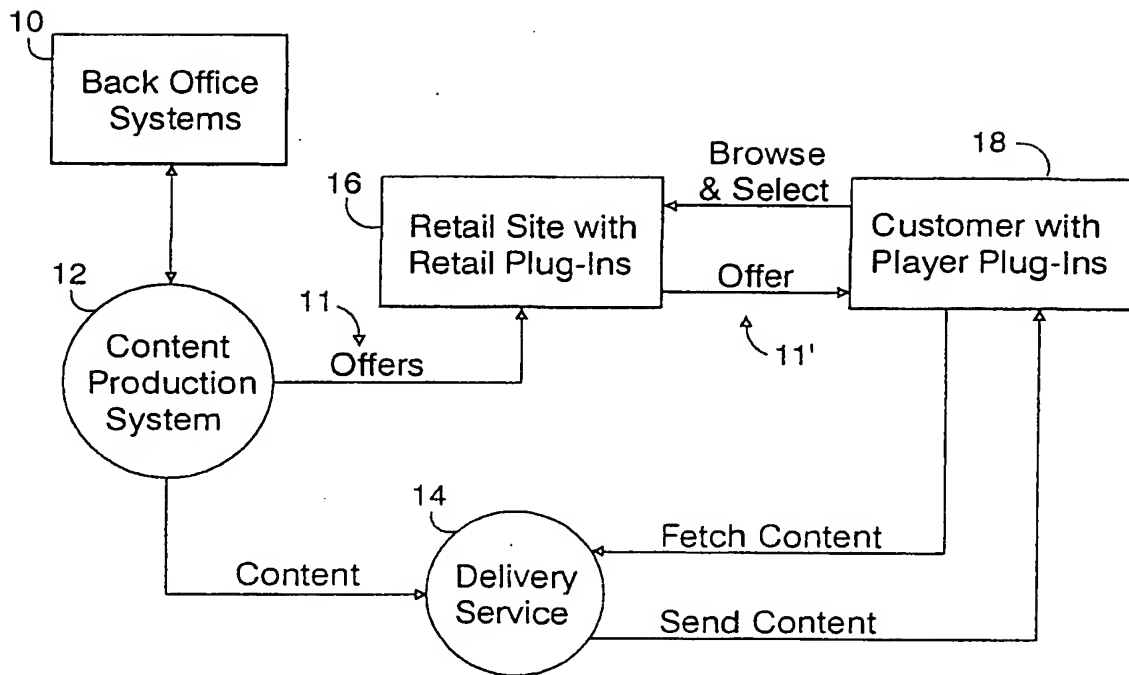 10
Back Office
Systems
12
Content
Production
System
11
Offers
16
Retail Site with
Retail Plug-Ins
Browse
& Select
Offer
11'
18
Customer with
Player Plug-Ins
Content
14
Delivery
Service
Fetch Content
Send Content